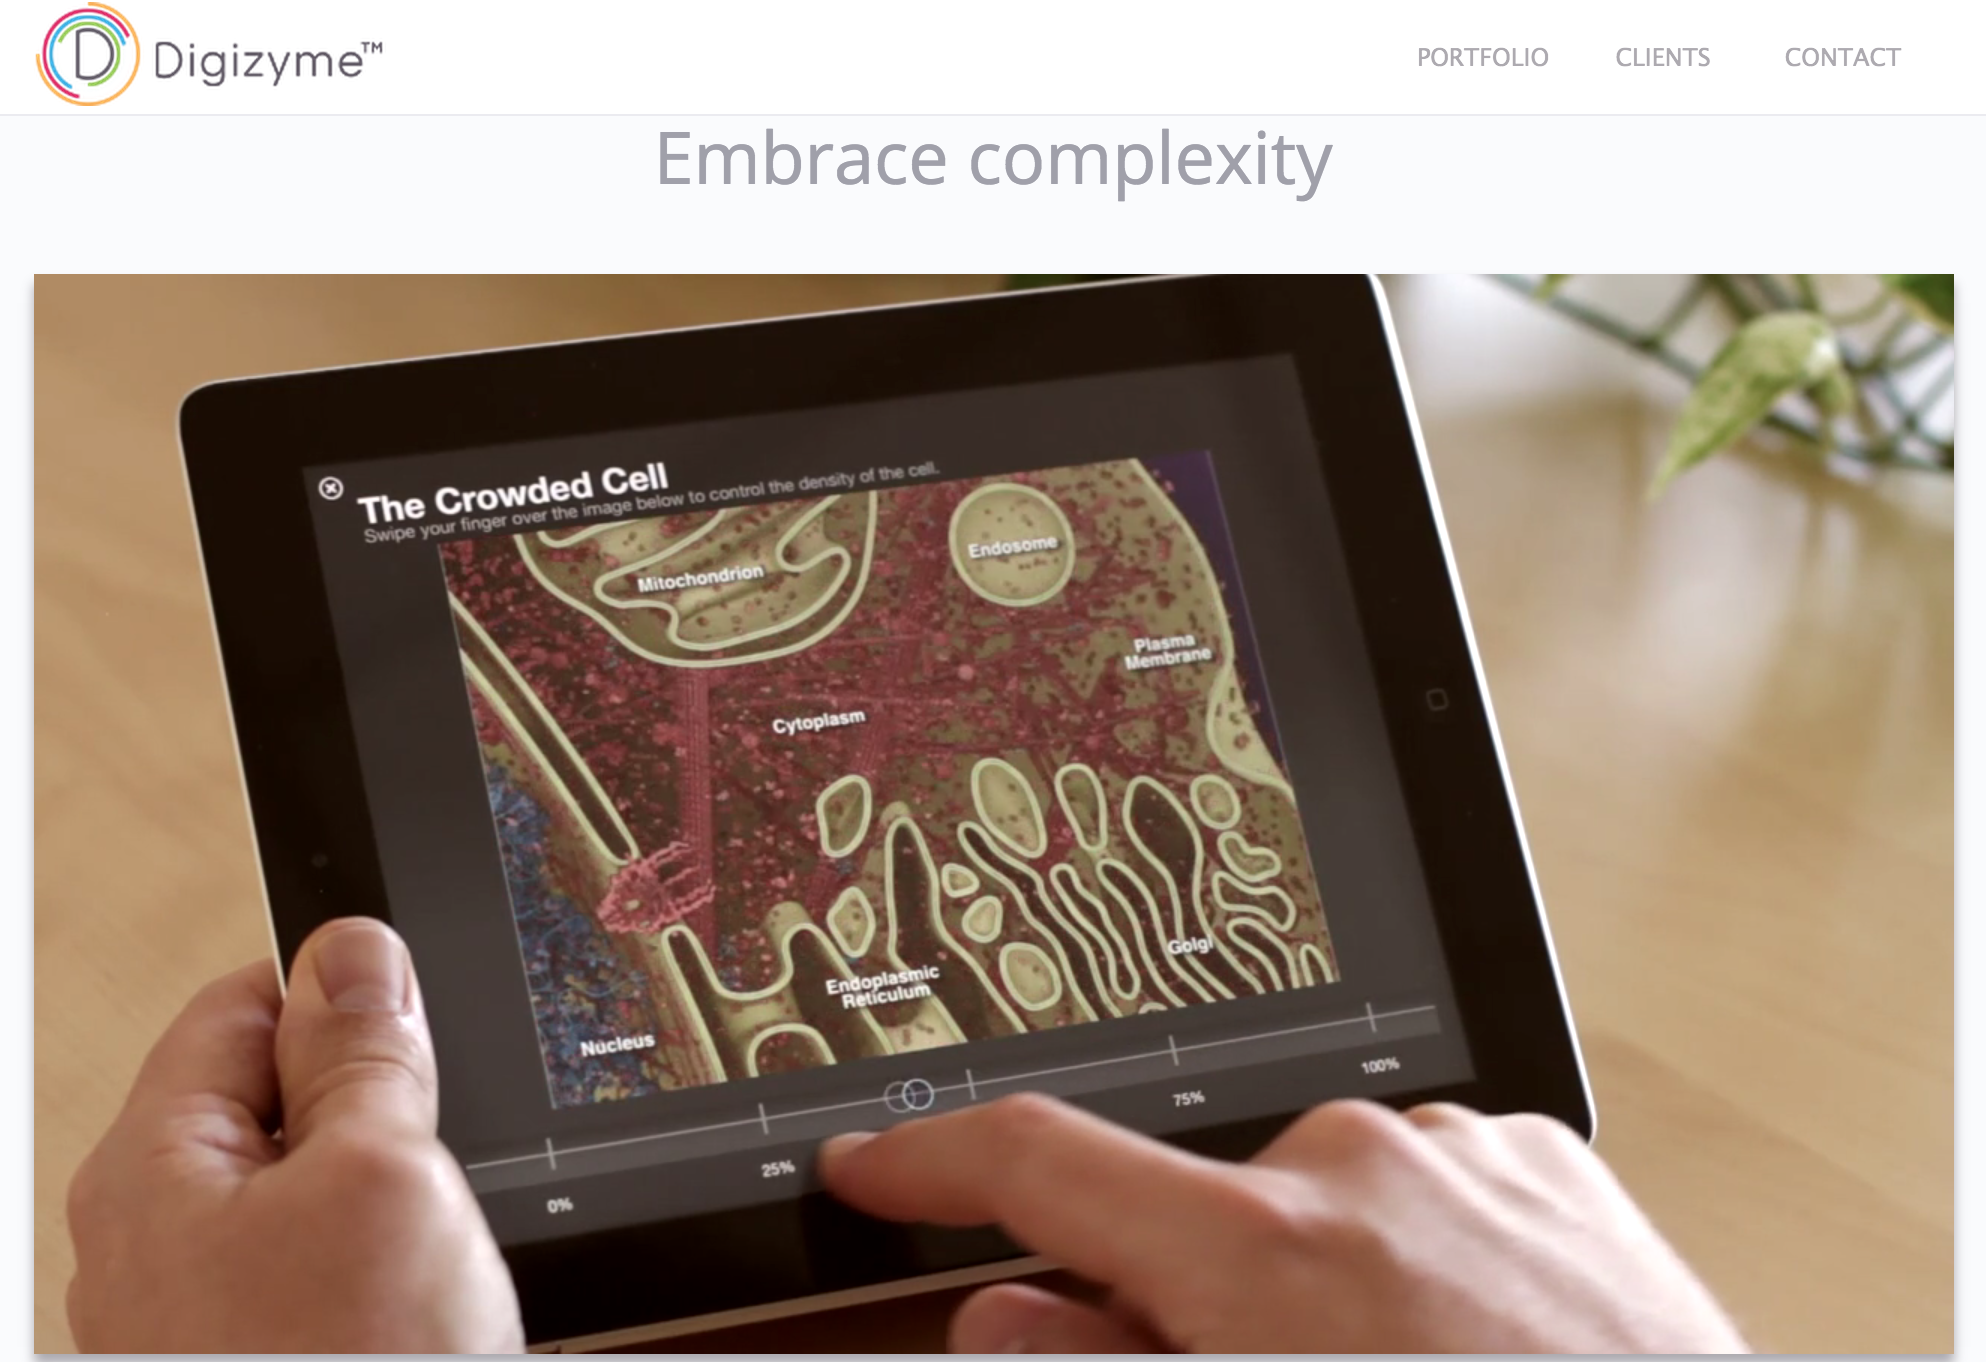 Digizyme™
PORTFOLIO CLIENTS CONTACT
Embrace complexity
The Crowded Cell
Swipe your finger over the image below to control the density of the cell.
Mitochondrion
Endosome
Plasma
Membrane
Cytoplasm
Golgi
Endoplasmic
Reticulum
Nucleus
0%
25%
75%
100%